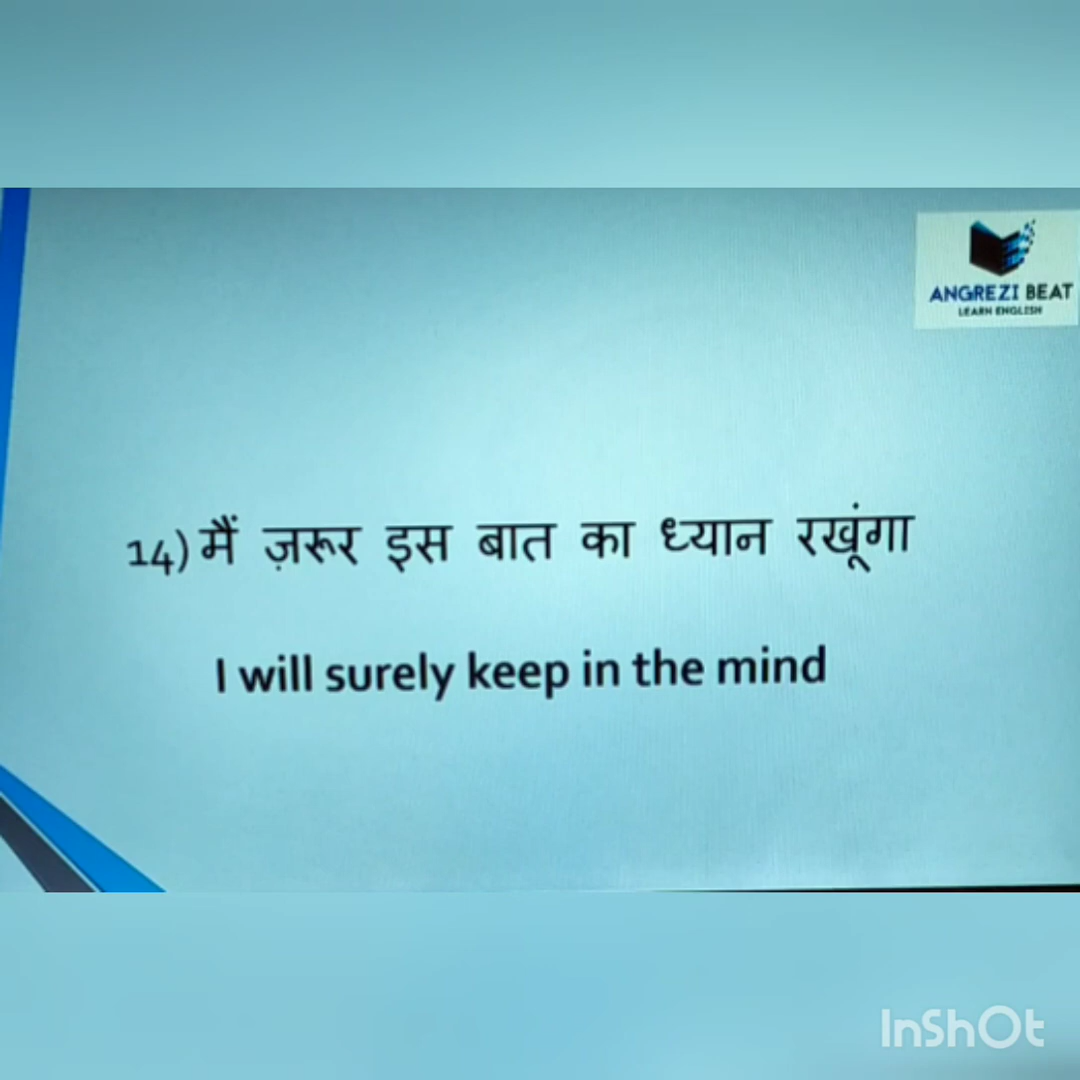 ANGREZI BEAT
LEARN ENGLISH
14) मैं ज़रूर इस बात का ध्यान रखूंगा
I will surely keep in the mind
InShOt